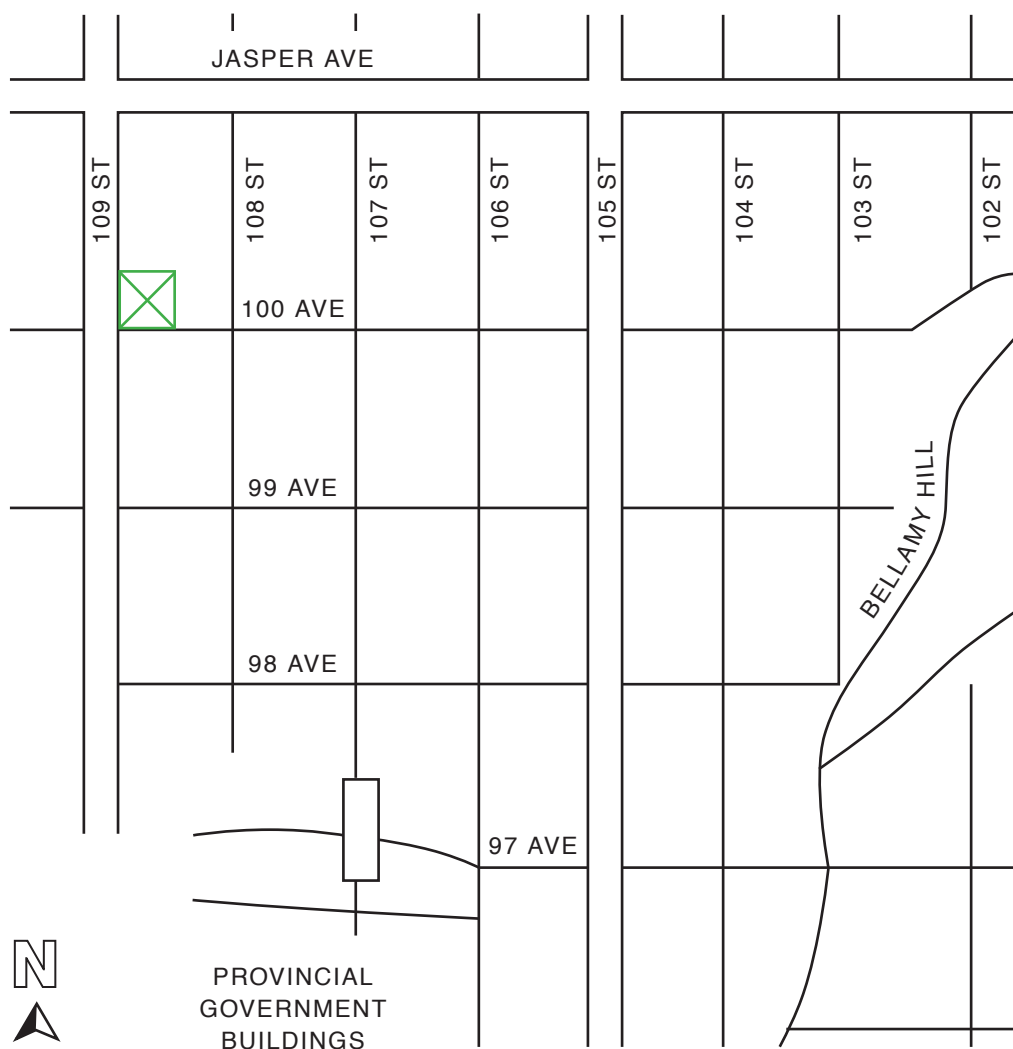 JASPER AVE
109 ST
108 ST
107 ST
106 ST
105 ST
104 ST
103 ST
102 ST
100 AVE
99 AVE
BELLAMY HILL
98 AVE
97 AVE
N
PROVINCIAL
GOVERNMENT
BUILDINGS